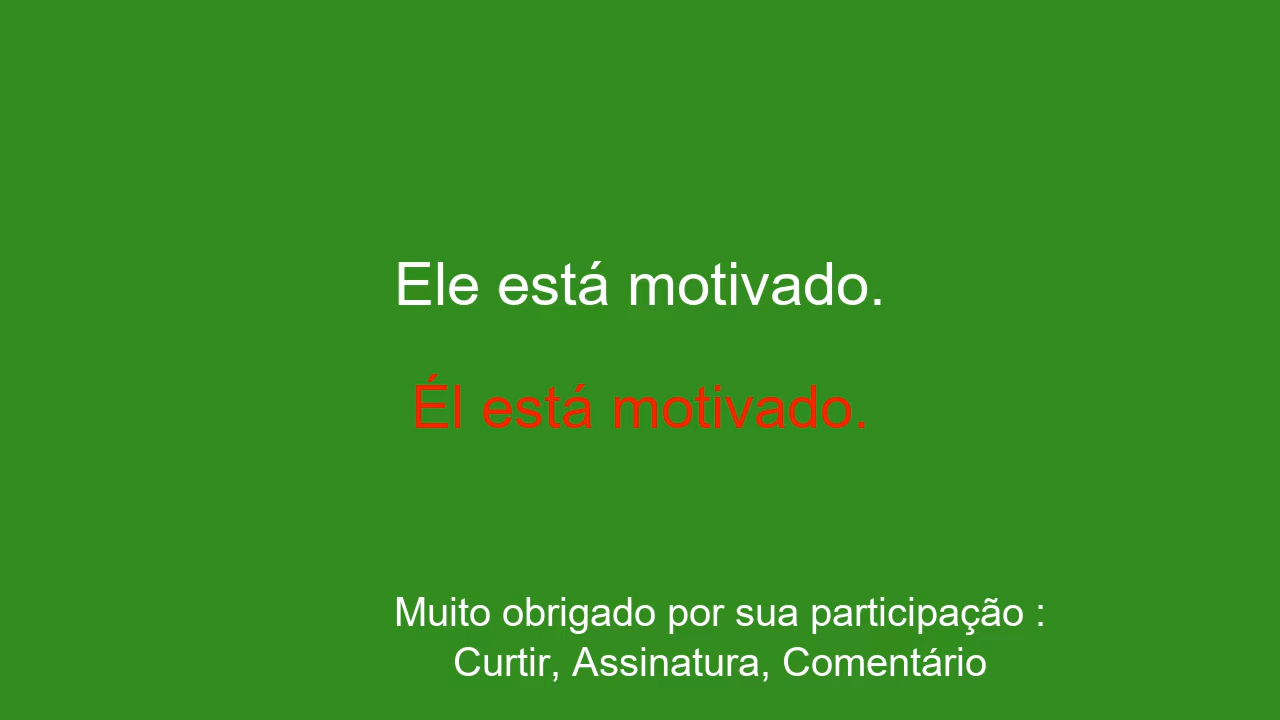 Ele está motivado.
Él está motivado.
Muito obrigado por sua participação :
Curtir, Assinatura, Comentário